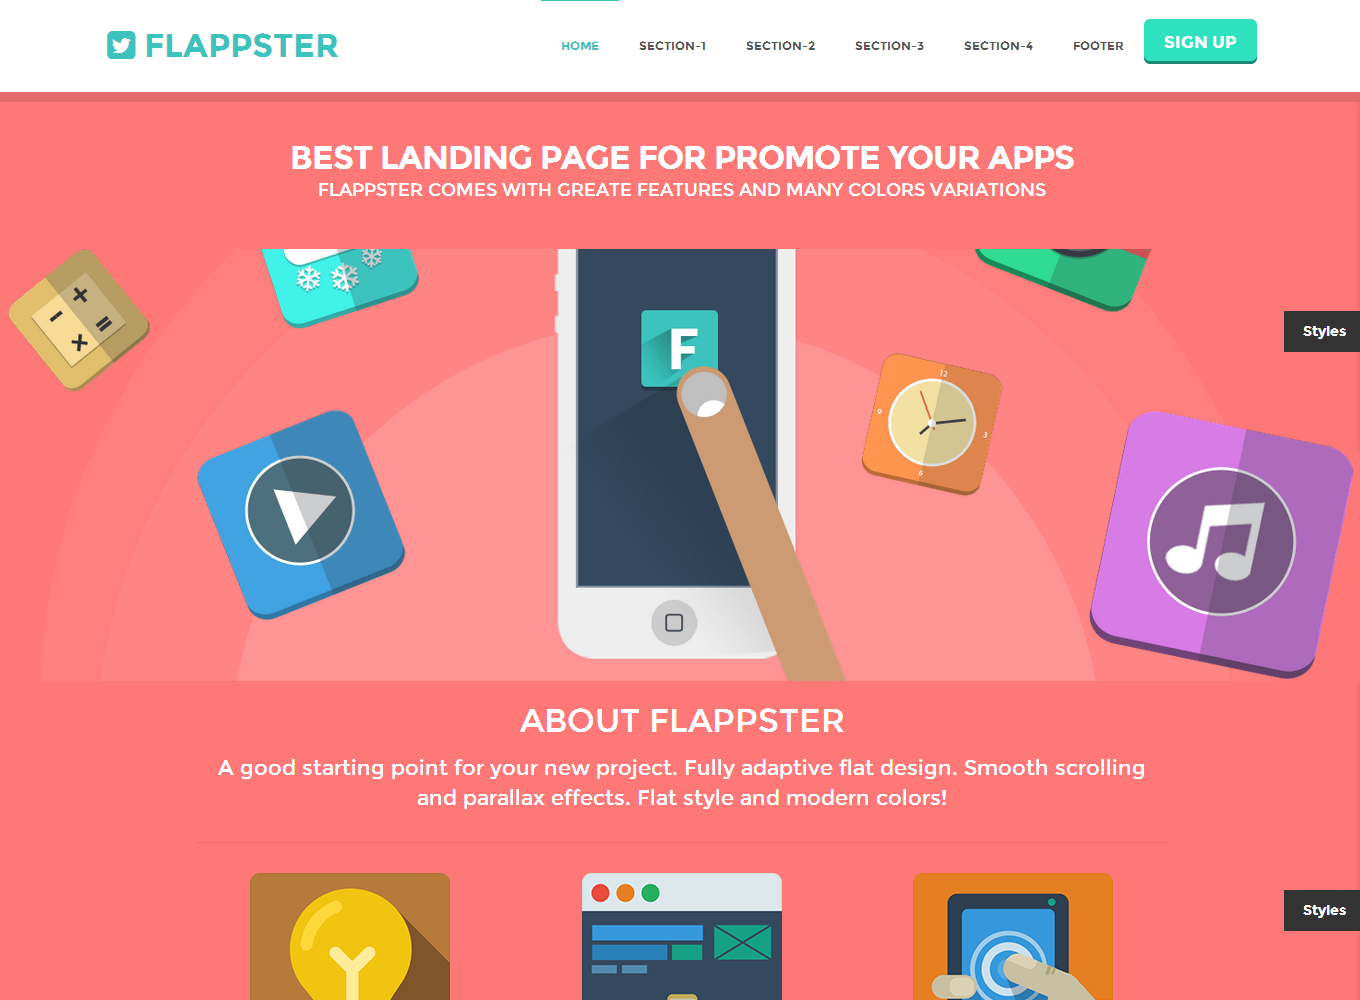 FLAPPSTER
HOME SECTION-1 SECTION-2 SECTION-3 SECTION-4 FOOTER SIGN UP
BEST LANDING PAGE FOR PROMOTE YOUR APPS
FLAPPSTER COMES WITH GREATE FEATURES AND MANY COLORS VARIATIONS
Styles
F
12
9
3
6
ABOUT FLAPPSTER
A good starting point for your new project. Fully adaptive flat design. Smooth scrolling
and parallax effects. Flat style and modern colors!
Styles